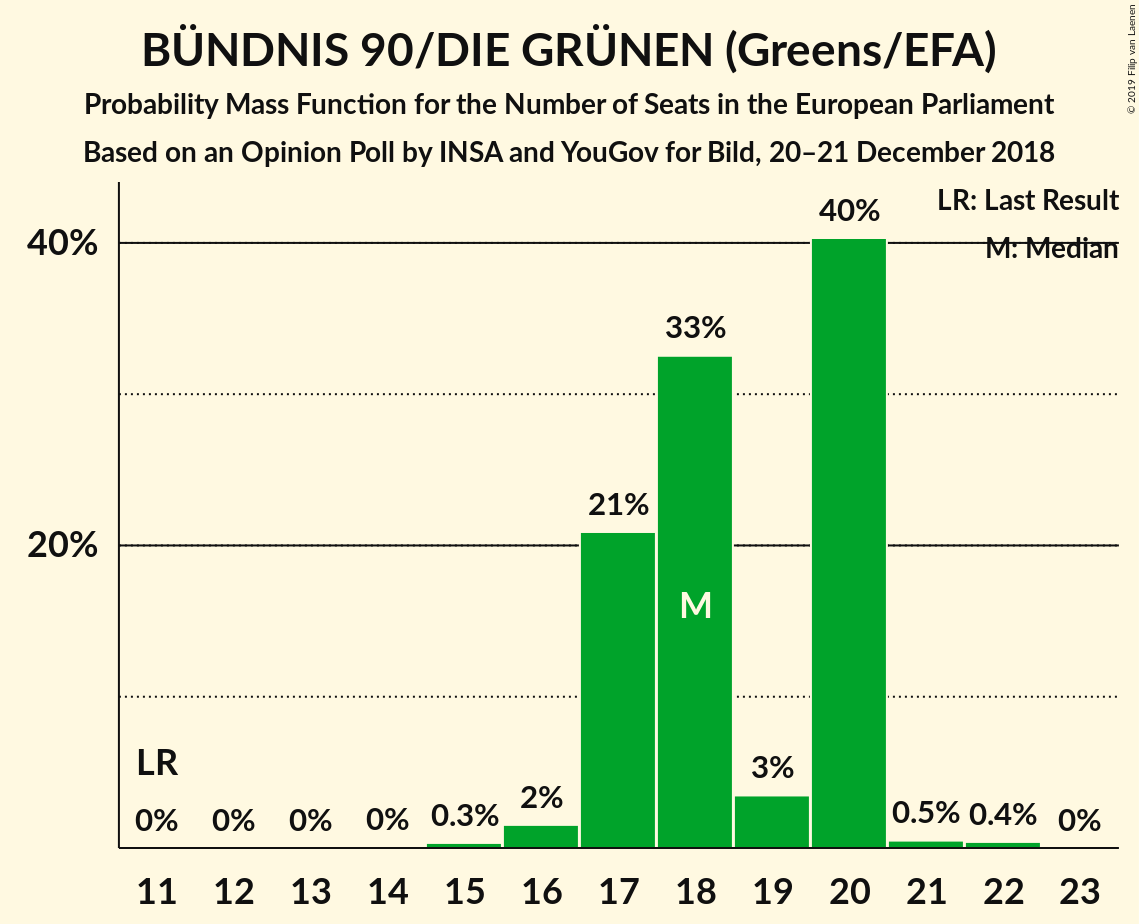 BÜNDNIS 90/DIE GRÜNEN (Greens/EFA)
Probability Mass Function for the Number of Seats in the European Parliament
Based on an Opinion Poll by INSA and YouGov for Bild, 20–21 December 2018
© 2019 Filip van Laenen
LR: Last Result
M: Median
40%
20%
40%
33%
21%
M
LR
3%
2%
0% 0% 0% 0% 0.3% 0.5% 0.4% 0%
11 12 13 14 15 16 17 18 19 20 21 22 23